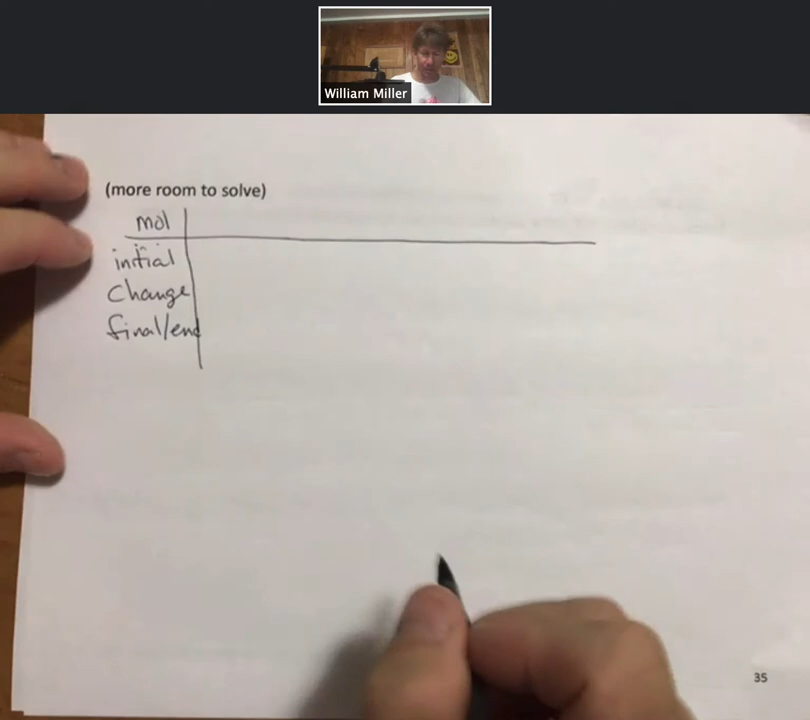 William Miller
(more room to solve)
mol
initial
Change
final/end
35